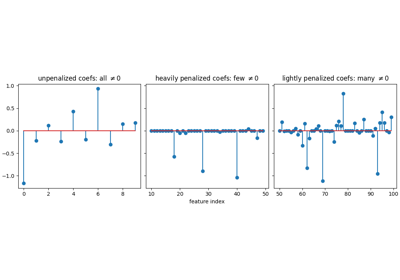 unpenalized coefs: all ≠0
heavily penalized coefs: few ≠0
lightly penalized coefs: many ≠0
1.0
0.5
0.0
−0.5
−1.0
0 2 4 6 8
10 20 30 40 50
50 60 70 80 90 100
feature index